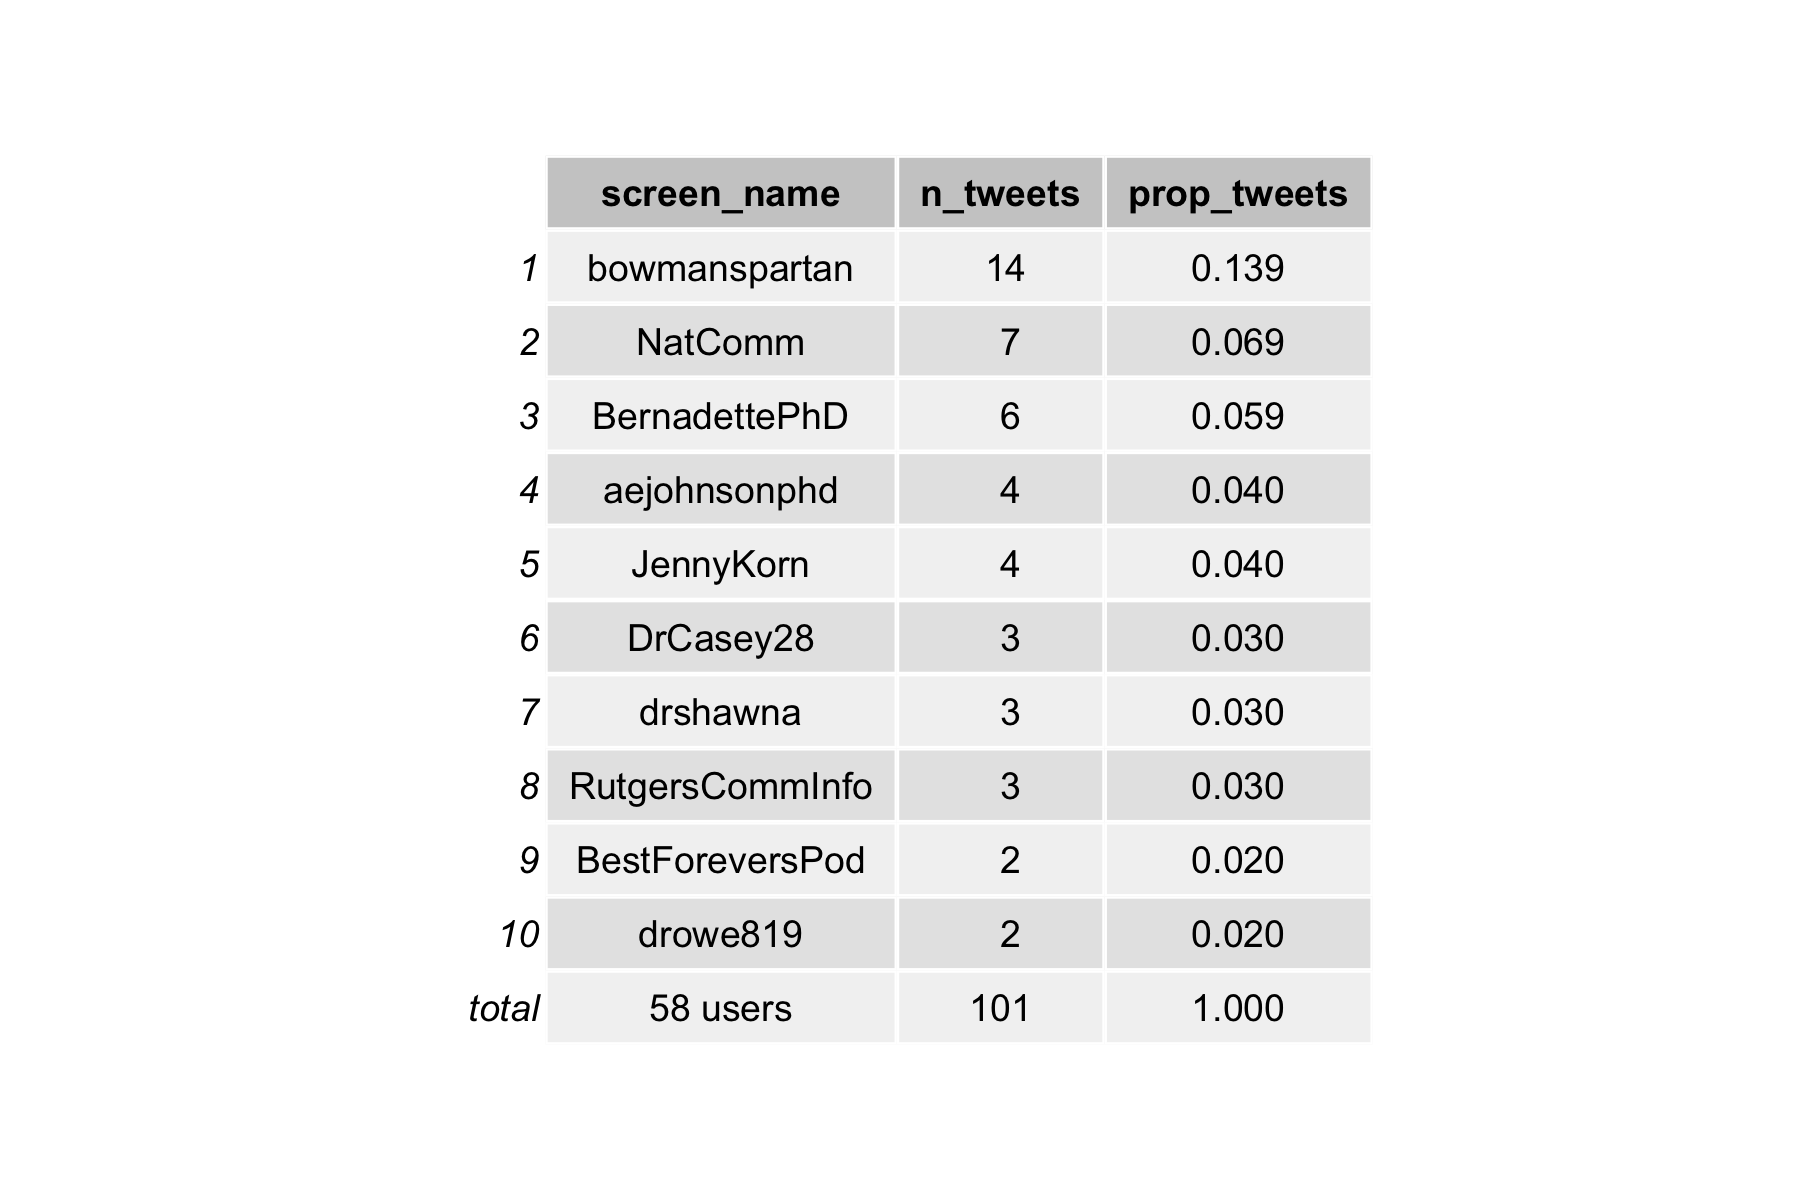 screen_name n_tweets prop_tweets
1 bowmanspartan 14 0.139
2 NatComm 7 0.069
3 BernadettePhD 6 0.059
4 aejohnsonphd 4 0.040
5 JennyKorn 4 0.040
6 DrCasey28 3 0.030
7 drshawna 3 0.030
8 RutgersCommInfo 3 0.030
9 BestForeversPod 2 0.020
10 drowe819 2 0.020
total 58 users 101 1.000